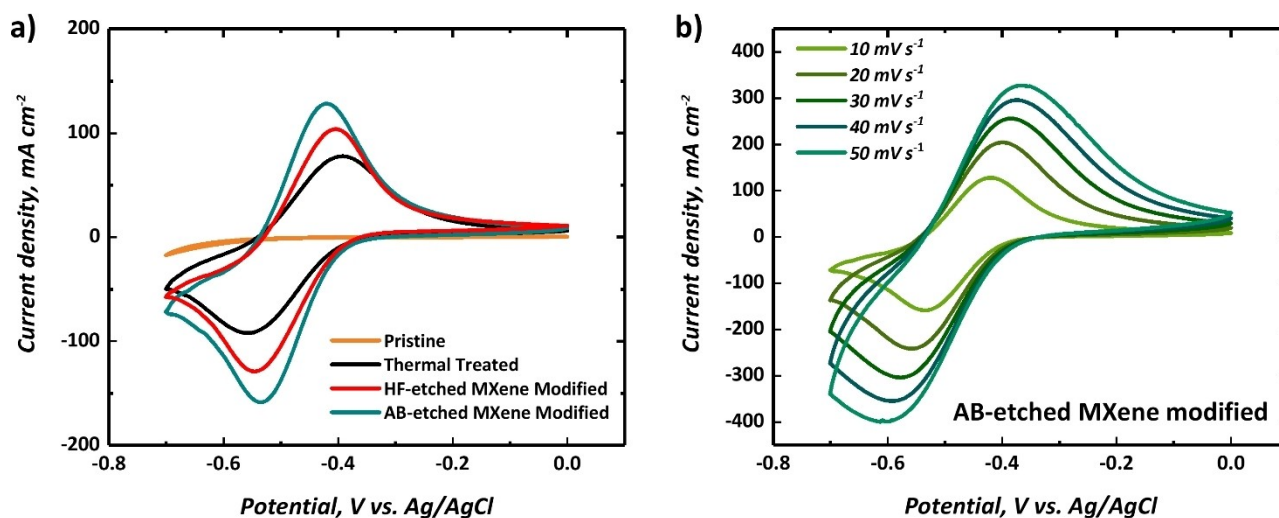 a)
Current density, mA cm⁻²
200
100
0
-100
-200
Pristine
Thermal Treated
HF-etched MXene Modified
AB-etched MXene Modified
-0.8
-0.6
-0.4
-0.2
0.0
Potential, V vs. Ag/AgCl
b)
Current density, mA cm⁻²
400
300
200
100
0
-100
-200
-300
-400
10 mV s⁻¹
20 mV s⁻¹
30 mV s⁻¹
40 mV s⁻¹
50 mV s⁻¹
AB-etched MXene modified
-0.8
-0.6
-0.4
-0.2
0.0
Potential, V vs. Ag/AgCl